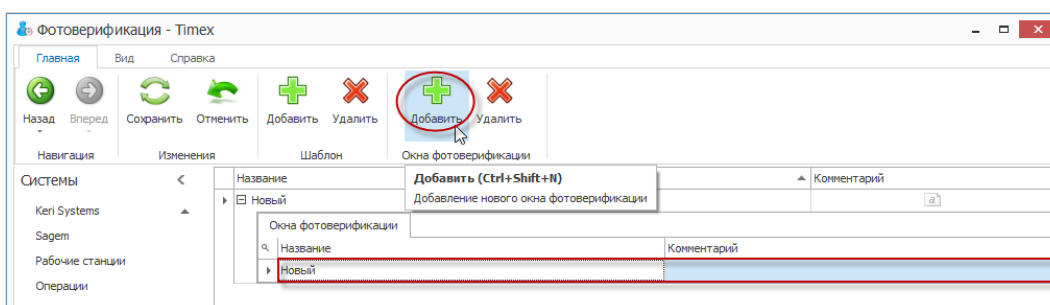 Фотоверификация - Timex
Главная Вид Справка
Назад Вперед Сохранить Отменить Добавить Удалить Добавить Удалить
Навигация Изменения Шаблон Окна фотоверификации
Системы
Keri Systems
Sagem
Рабочие станции
Операции
Название Комментарий
Новый a
Добавить (Ctrl+Shift+N)
Добавление нового окна фотоверификации
Окна фотоверификации
Название Комментарий
Новый